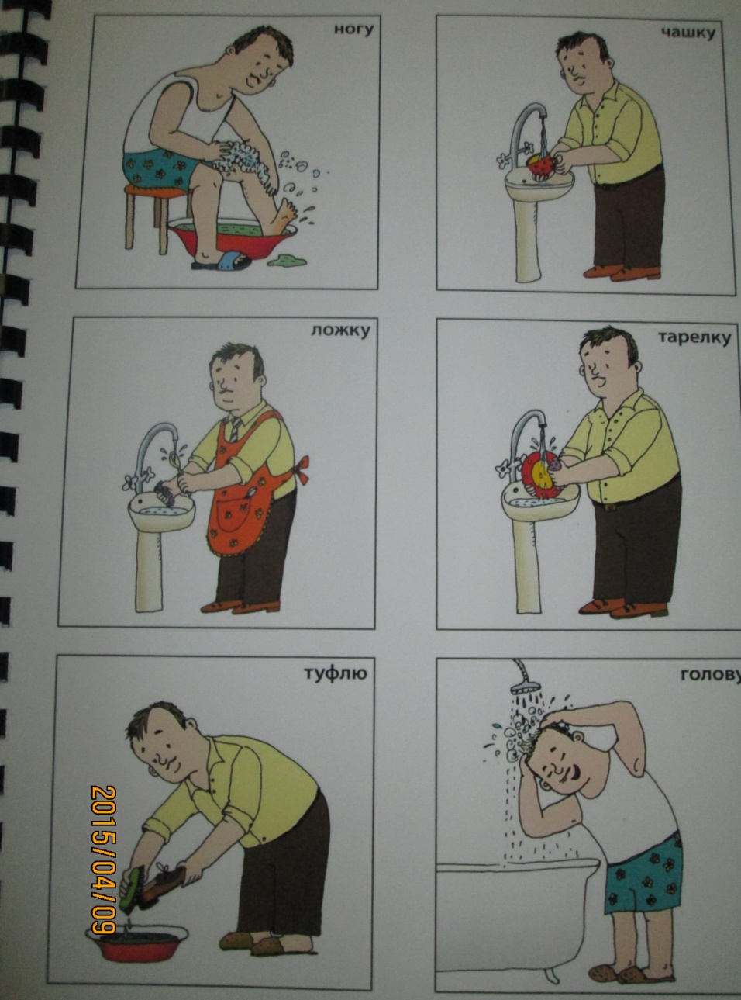 ногу
чашку
ложку
тарелку
туфлю
голову
2015/04/09